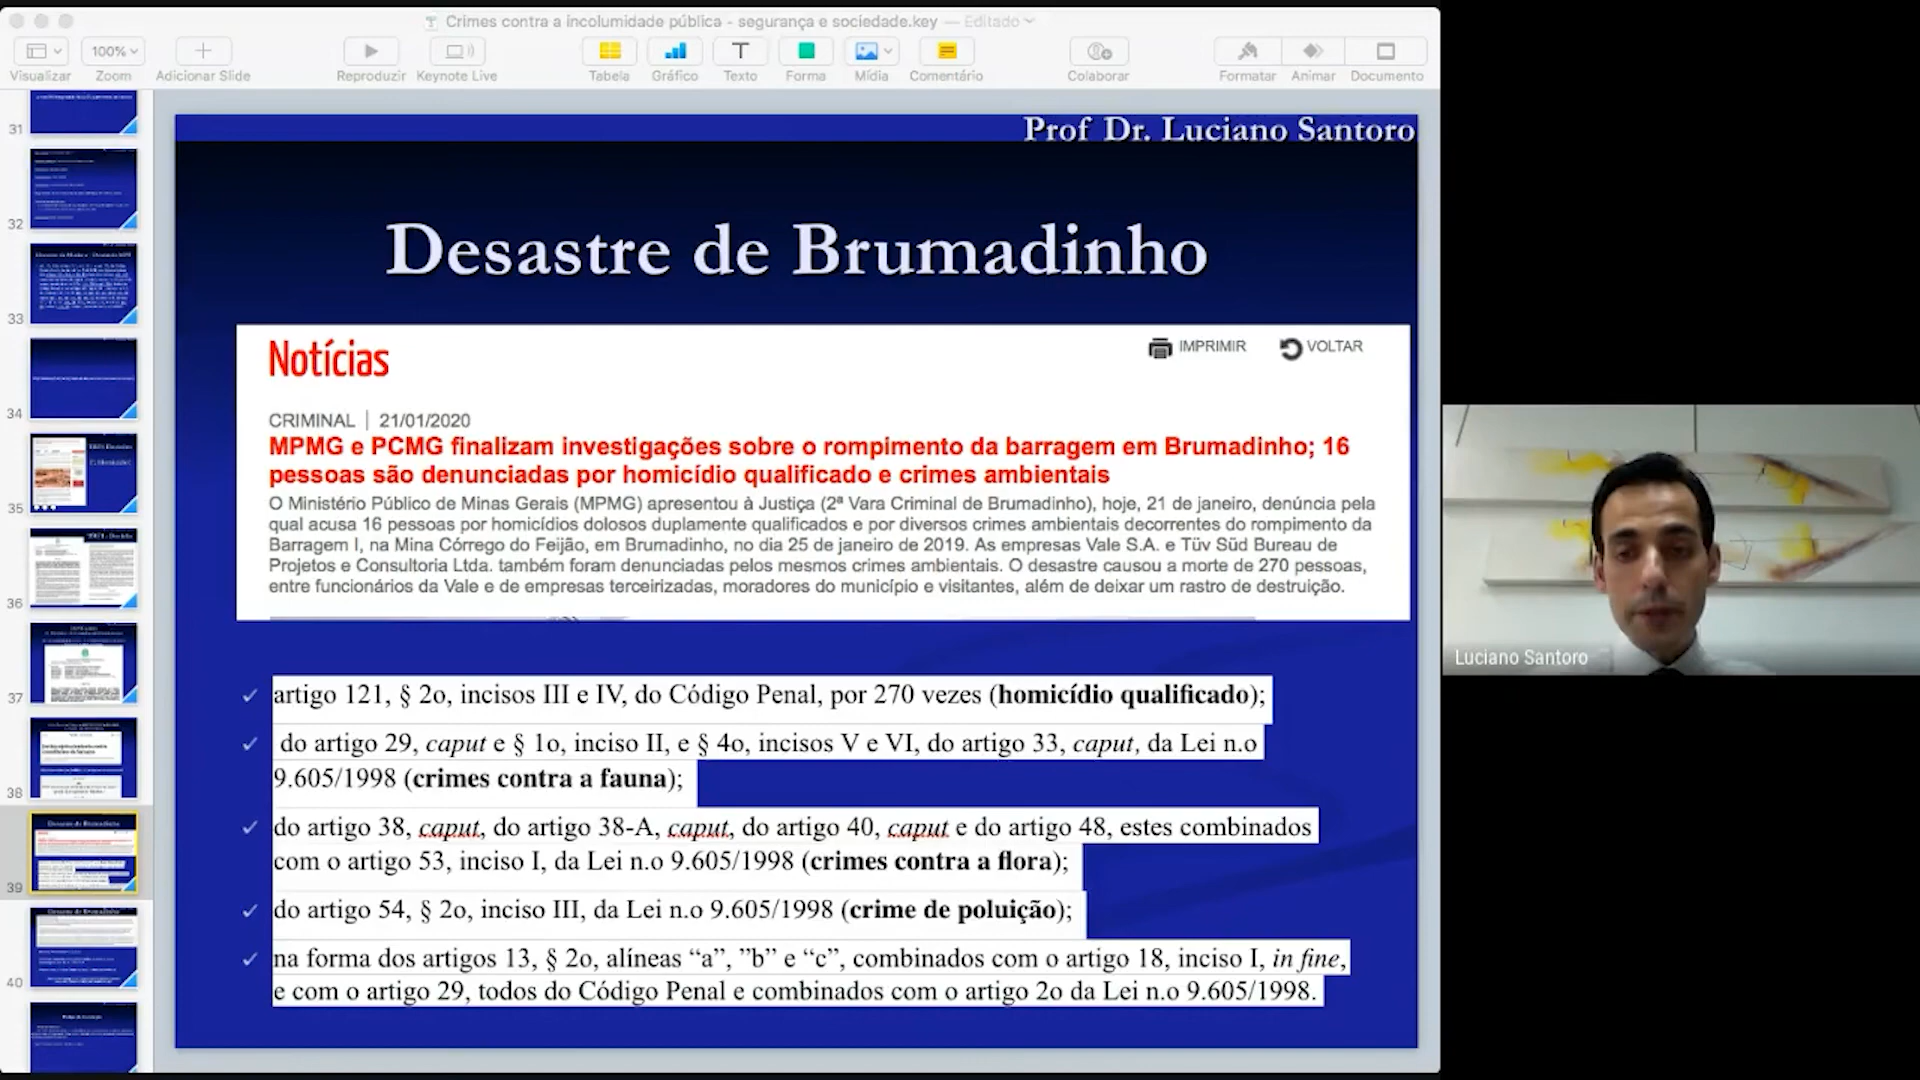 Crimes contra a incolumidade pública - segurança e sociedade.key — Editado
100%
Visualizar Zoom Adicionar Slide Reproduzir Keynote Live Tabela Gráfico Texto Forma Mídia Comentário Colaborar Formatar Animar Documento
Prof Dr. Luciano Santoro
Desastre de Brumadinho
Notícias
IMPRIMIR VOLTAR
CRIMINAL | 21/01/2020
MPMG e PCMG finalizam investigações sobre o rompimento da barragem em Brumadinho; 16
pessoas são denunciadas por homicídio qualificado e crimes ambientais
O Ministério Público de Minas Gerais (MPMG) apresentou à Justiça (2ª Vara Criminal de Brumadinho), hoje, 21 de janeiro, denúncia pela
qual acusa 16 pessoas por homicídios dolosos duplamente qualificados e por diversos crimes ambientais decorrentes do rompimento da
Barragem I, na Mina Córrego do Feijão, em Brumadinho, no dia 25 de janeiro de 2019. As empresas Vale S.A. e Tüv Süd Bureau de
Projetos e Consultoria Ltda. também foram denunciadas pelos mesmos crimes ambientais. O desastre causou a morte de 270 pessoas,
entre funcionários da Vale e de empresas terceirizadas, moradores do município e visitantes, além de deixar um rastro de destruição.
✓ artigo 121, § 2o, incisos III e IV, do Código Penal, por 270 vezes (homicídio qualificado);
✓ do artigo 29, caput e § 1o, inciso II, e § 4o, incisos V e VI, do artigo 33, caput, da Lei n.o
9.605/1998 (crimes contra a fauna);
✓ do artigo 38, caput, do artigo 38-A, caput, do artigo 40, caput e do artigo 48, estes combinados
com o artigo 53, inciso I, da Lei n.o 9.605/1998 (crimes contra a flora);
✓ do artigo 54, § 2o, inciso III, da Lei n.o 9.605/1998 (crime de poluição);
✓ na forma dos artigos 13, § 2o, alíneas “a”, ”b” e “c”, combinados com o artigo 18, inciso I, in fine,
e com o artigo 29, todos do Código Penal e combinados com o artigo 2o da Lei n.o 9.605/1998.
31
32
33
34
35
36
37
38
39
40
Luciano Santoro